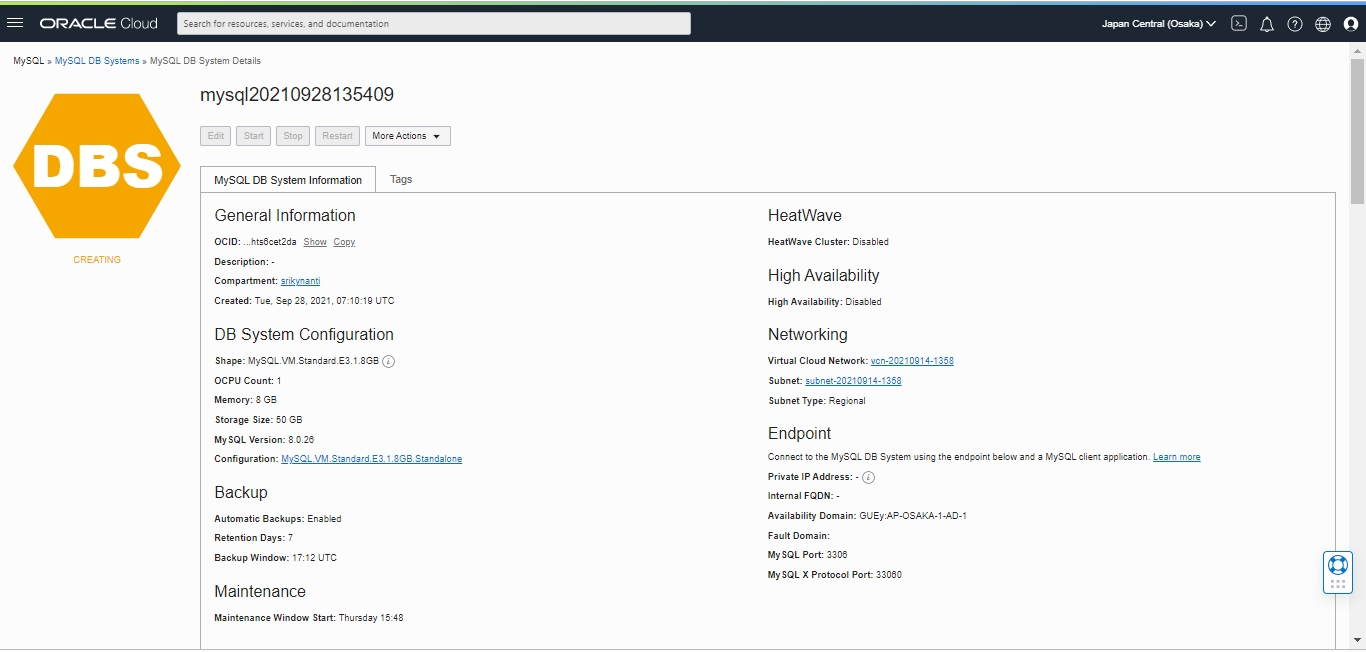 ORACLE Cloud
Search for resources, services, and documentation
Japan Central (Osaka)
MySQL » MySQL DB Systems » MySQL DB System Details
DBS
CREATING
mysql20210928135409
Edit Start Stop Restart More Actions
MySQL DB System Information Tags
General Information
OCID: ...hts6cet2da Show Copy
Description: -
Compartment: srikynanti
Created: Tue, Sep 28, 2021, 07:10:19 UTC
DB System Configuration
Shape: MySQL.VM.Standard.E3.1.8GB
OCPU Count: 1
Memory: 8 GB
Storage Size: 50 GB
MySQL Version: 8.0.26
Configuration: MySQL.VM.Standard.E3.1.8GB.Standalone
Backup
Automatic Backups: Enabled
Retention Days: 7
Backup Window: 17:12 UTC
Maintenance
Maintenance Window Start: Thursday 15:48
HeatWave
HeatWave Cluster: Disabled
High Availability
High Availability: Disabled
Networking
Virtual Cloud Network: vcn-20210914-1358
Subnet: subnet-20210914-1358
Subnet Type: Regional
Endpoint
Connect to the MySQL DB System using the endpoint below and a MySQL client application. Learn more
Private IP Address: -
Internal FQDN: -
Availability Domain: GUEy:AP-OSAKA-1-AD-1
Fault Domain:
MySQL Port: 3306
MySQL X Protocol Port: 33060